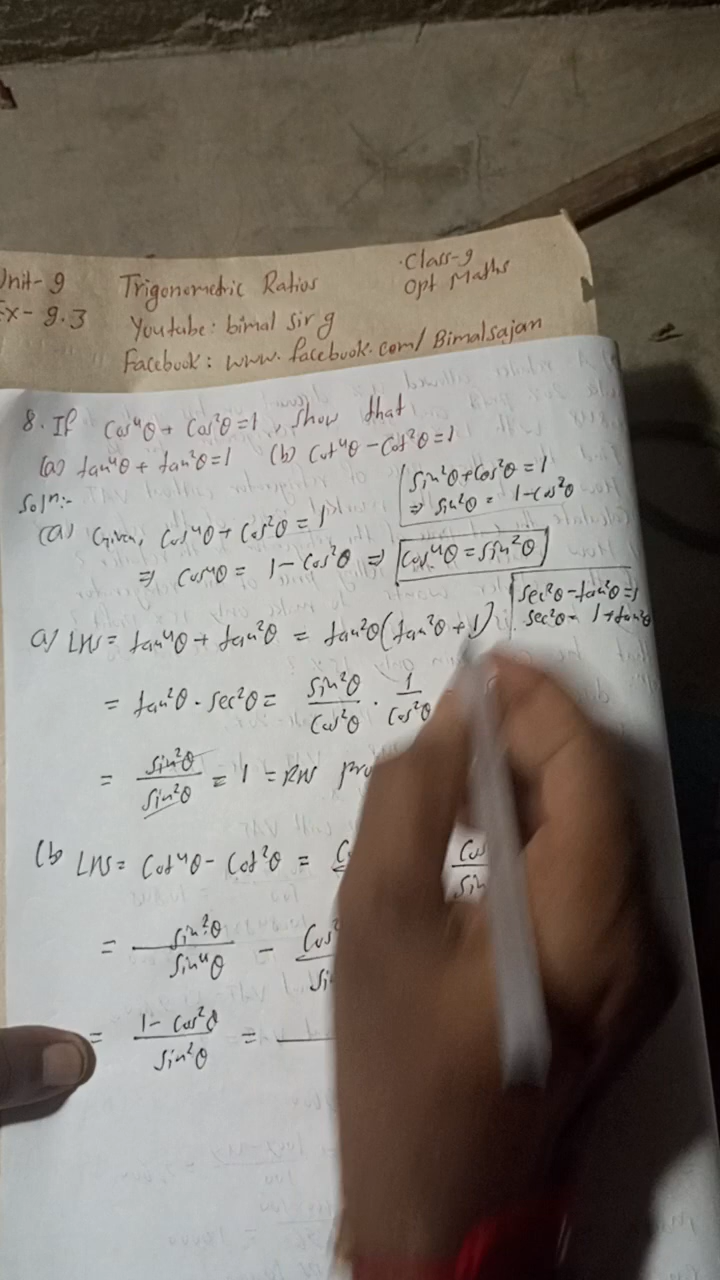 Unit-9 Trigonometric Ratios Class-9
Ex-9.3 Youtube: bimal sir g Opt Maths
Facebook: www.facebook.com/Bimalsajan
8. If Cos⁴θ + Cos²θ = 1, show that
(a) tan⁴θ + tan²θ = 1 (b) Cot⁴θ - Cot²θ = 1
Solⁿ:-
sin²θ + Cos²θ = 1
⇒ sin²θ = 1 - Cos²θ
(a) Given, Cos⁴θ + Cos²θ = 1
⇒ Cos⁴θ = 1 - Cos²θ ⇒ Cos⁴θ = sin²θ
sec²θ - tan²θ = 1
sec²θ = 1 + tan²θ
a) LHS = tan⁴θ + tan²θ = tan²θ (tan²θ + 1)
= tan²θ · sec²θ = sin²θ/Cos²θ · 1/Cos²θ
= sin²θ/sin²θ = 1 = RHS
(b LHS = Cot⁴θ - Cot²θ =
= sin²θ/sin⁴θ -
= 1 - Cos²θ/sin²θ =